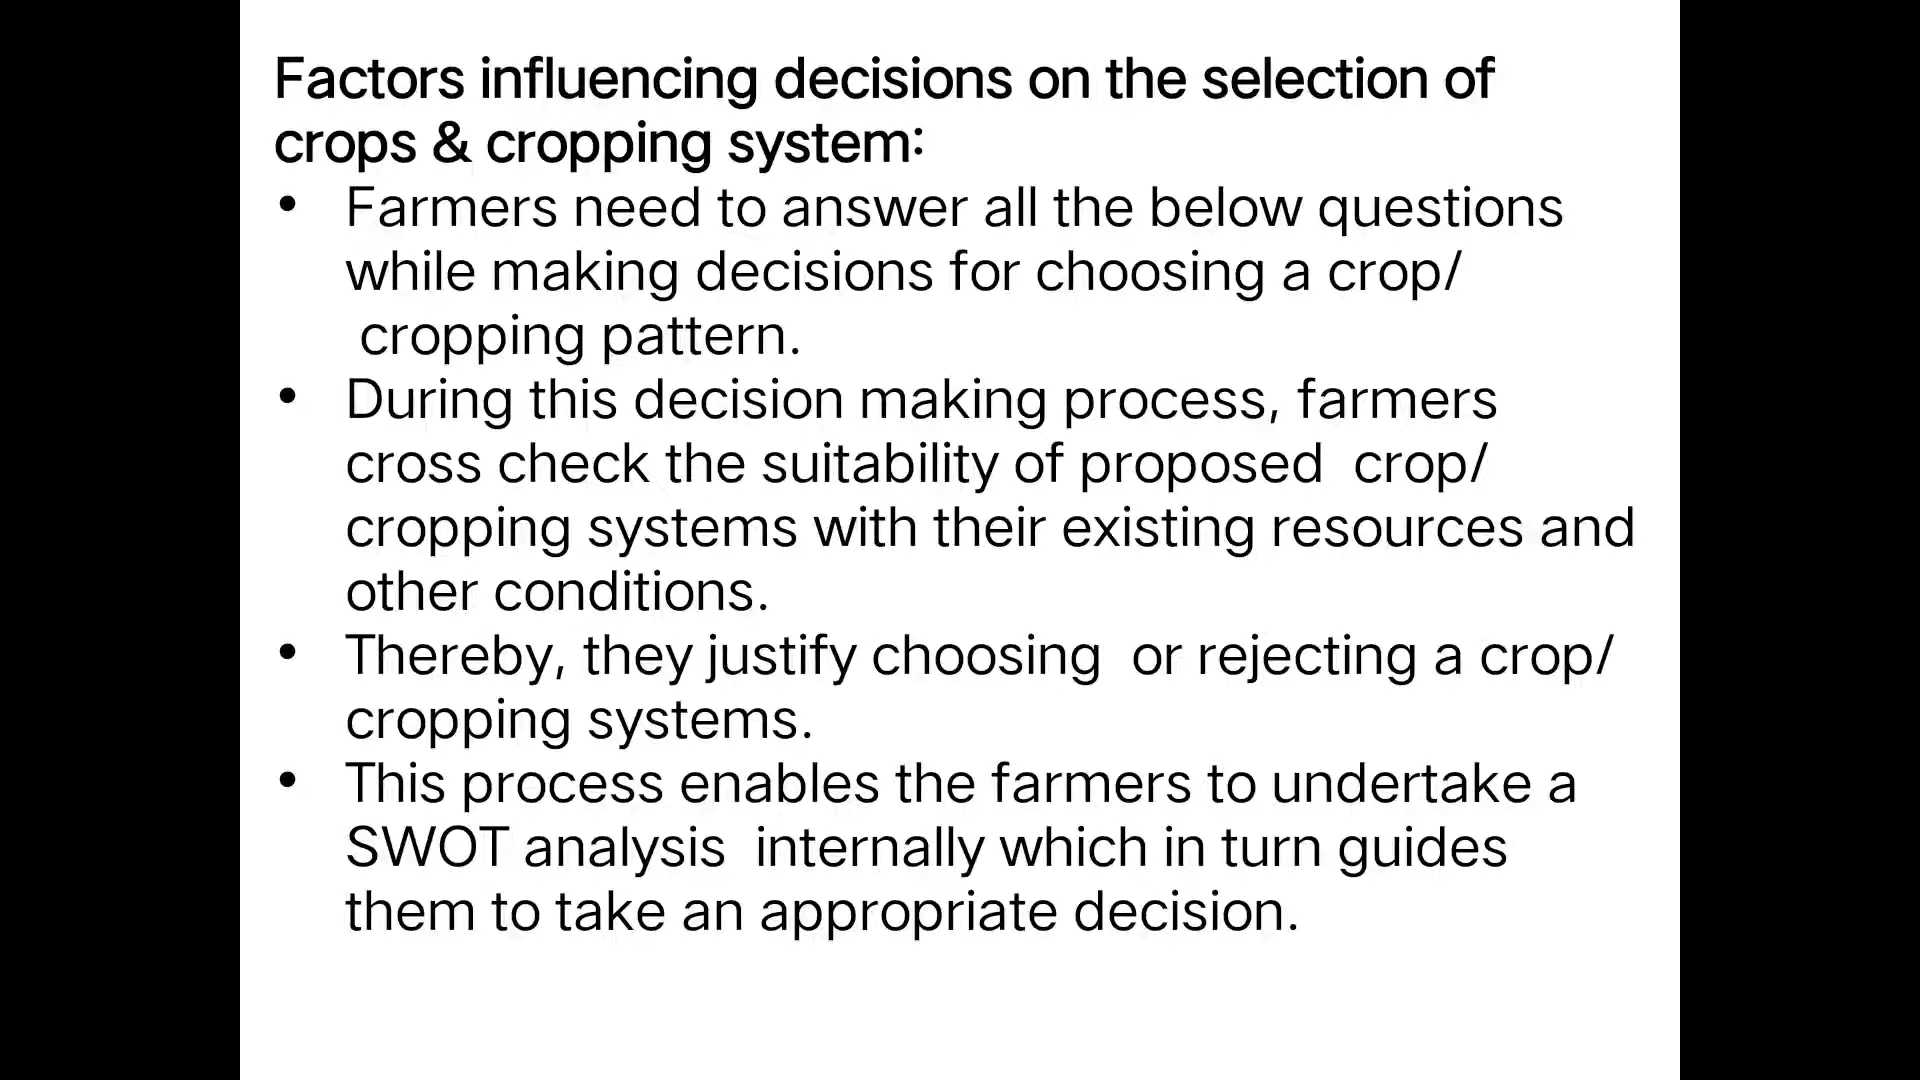 Factors influencing decisions on the selection of
crops & cropping system:
• Farmers need to answer all the below questions
while making decisions for choosing a crop/
cropping pattern.
• During this decision making process, farmers
cross check the suitability of proposed  crop/
cropping systems with their existing resources and
other conditions.
• Thereby, they justify choosing  or rejecting a crop/
cropping systems.
• This process enables the farmers to undertake a
SWOT analysis  internally which in turn guides
them to take an appropriate decision.